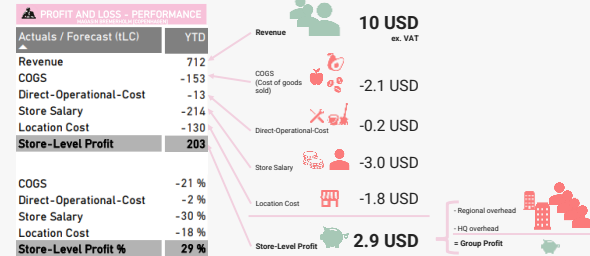 PROFIT AND LOSS - PERFORMANCE
Actuals / Forecast (tLC) YTD
Revenue 712
COGS -153
Direct-Operational-Cost -13
Store Salary -214
Location Cost -130
Store-Level Profit 203
COGS -21 %
Direct-Operational-Cost -2 %
Store Salary -30 %
Location Cost -18 %
Store-Level Profit % 29 %
Revenue 10 USD
ex. VAT
COGS
(Cost of goods
sold) -2.1 USD
Direct-Operational-Cost -0.2 USD
Store Salary -3.0 USD
Location Cost -1.8 USD
Store-Level Profit 2.9 USD
- Regional overhead
- HQ overhead
= Group Profit